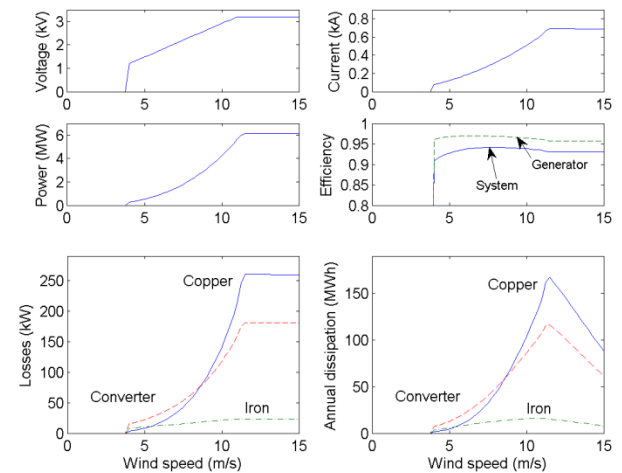 Voltage (kV)
3
2
1
0
0 5 10 15
Current (kA)
0.8
0.6
0.4
0.2
0
0 5 10 15
Power (MW)
6
4
2
0
0 5 10 15
Efficiency
1
0.95
0.9
0.85
0.8
Generator
System
0 5 10 15
Losses (kW)
250
200
150
100
50
0
Copper
Converter
Iron
0 5 10 15
Wind speed (m/s)
Annual dissipation (MWh)
150
100
50
0
Copper
Converter
Iron
0 5 10 15
Wind speed (m/s)